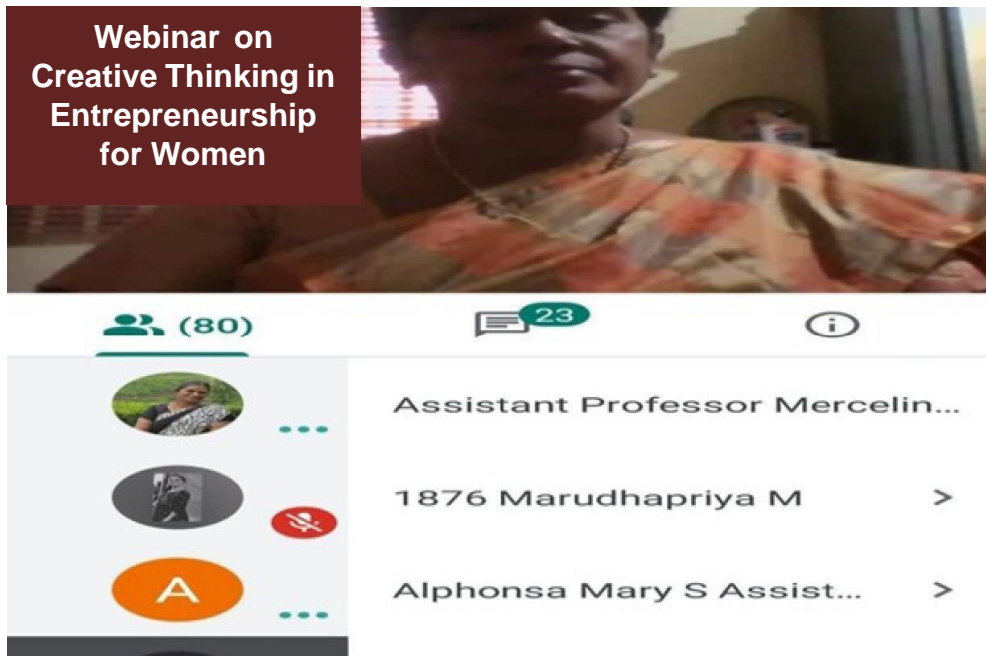 Webinar on
Creative Thinking in
Entrepreneurship
for Women
(80)
23
Assistant Professor Mercelin...
1876 Marudhapriya M
A
Alphonsa Mary S Assist...